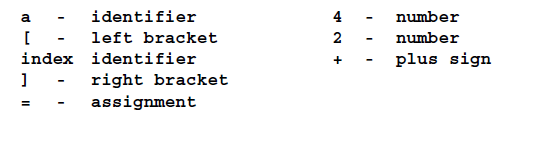 a - identifier
[ - left bracket
index identifier
] - right bracket
= - assignment
4 - number
2 - number
+ - plus sign